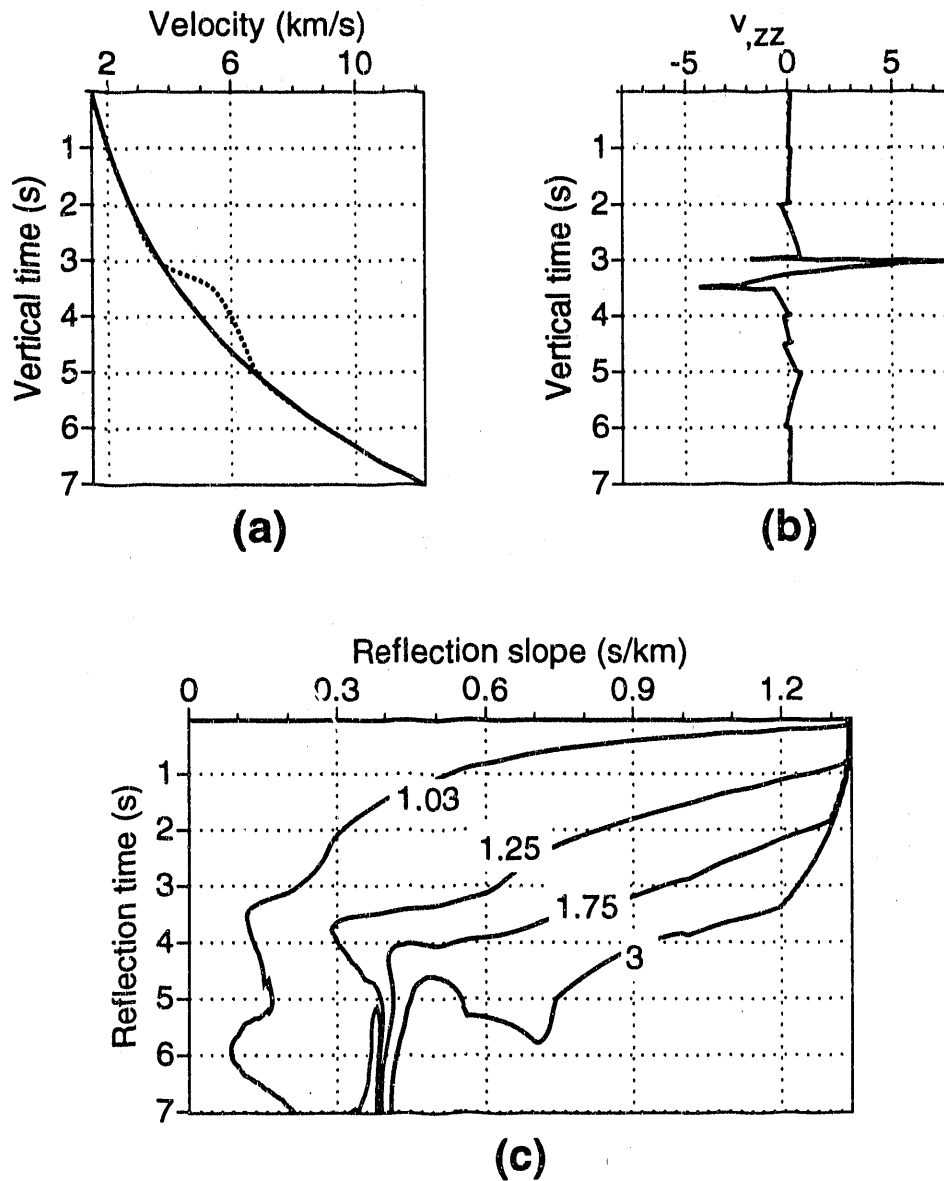 Velocity (km/s)
2 6 10
Vertical time (s)
1
2
3
4
5
6
7
(a)
v,zz
-5 0 5
Vertical time (s)
1
2
3
4
5
6
7
(b)
Reflection slope (s/km)
0 0.3 0.6 0.9 1.2
Reflection time (s)
1
2
3
4
5
6
7
1.03
1.25
1.75
3
(c)